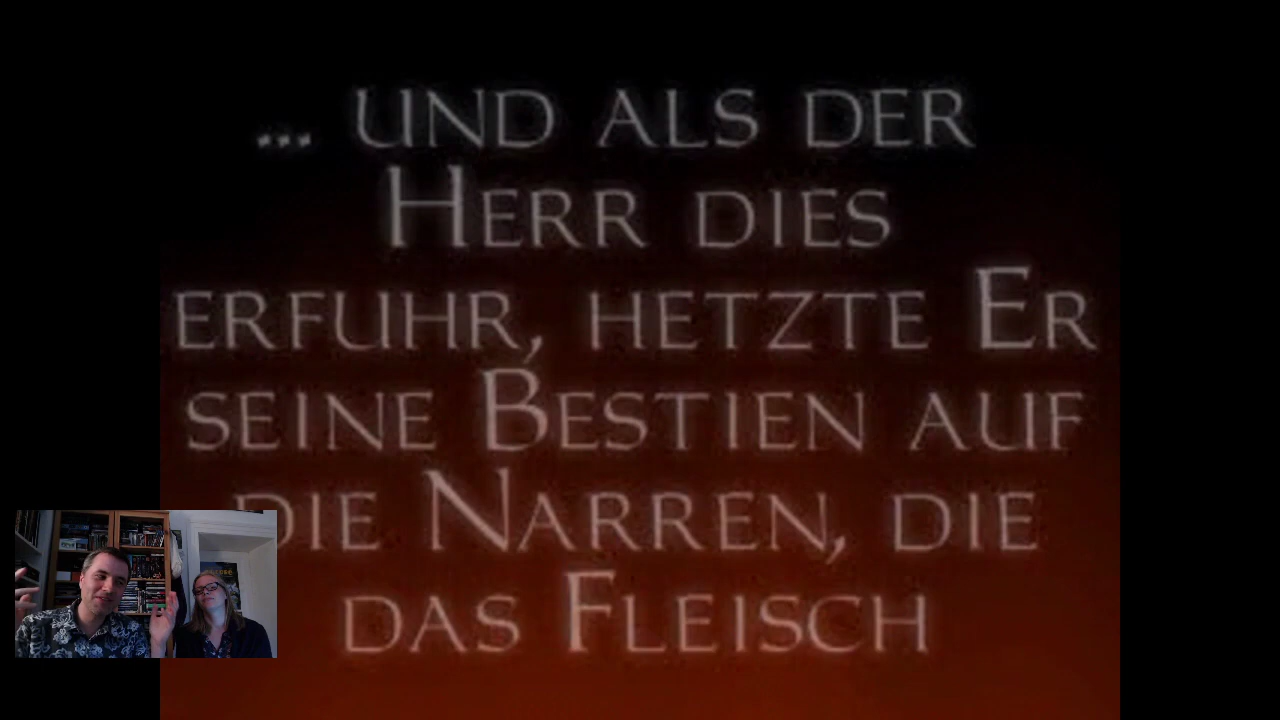 ... UND ALS DER
HERR DIES
ERFUHR, HETZTE ER
SEINE BESTIEN AUF
DIE NARREN, DIE
DAS FLEISCH